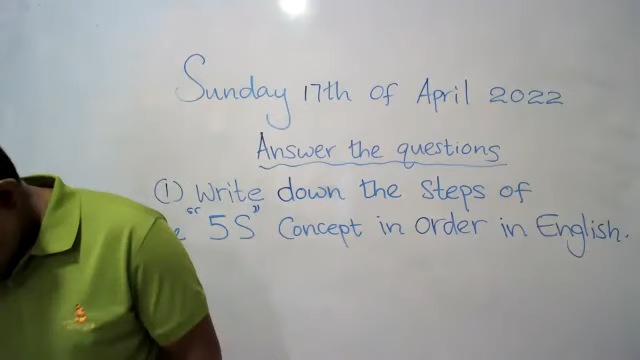 Sunday 17th of April 2022
Answer the questions
① Write down the steps of
"5S" Concept in order in English.